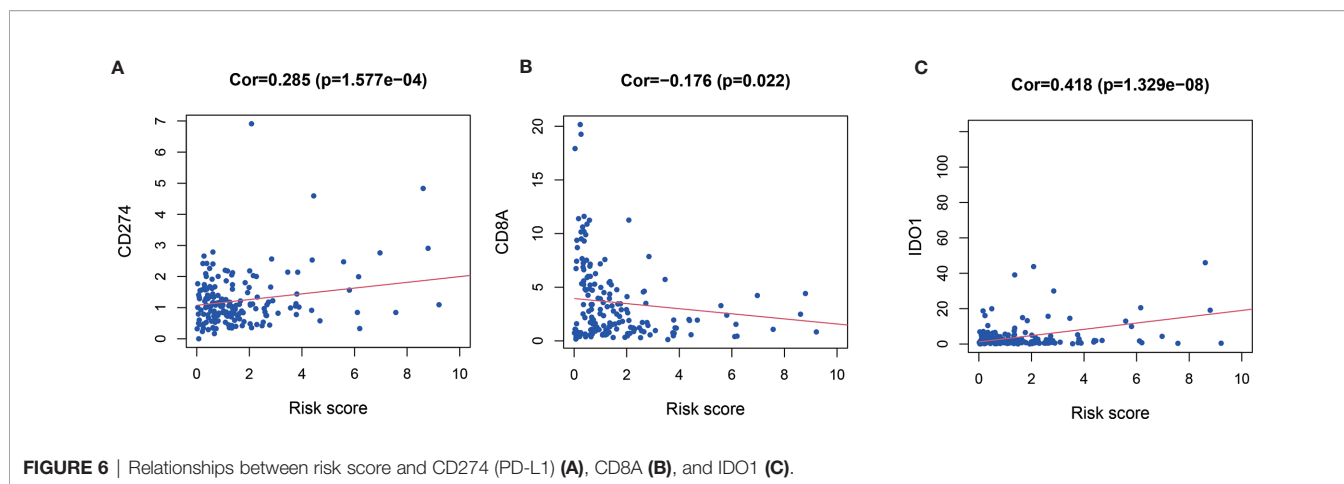 A
Cor=0.285 (p=1.577e−04)
7
6
5
4
3
2
1
0
CD274
0 2 4 6 8 10
Risk score
B
Cor=−0.176 (p=0.022)
20
15
10
5
0
CD8A
0 2 4 6 8 10
Risk score
C
Cor=0.418 (p=1.329e−08)
100
80
60
40
20
0
IDO1
0 2 4 6 8 10
Risk score
FIGURE 6 | Relationships between risk score and CD274 (PD-L1) (A), CD8A (B), and IDO1 (C).